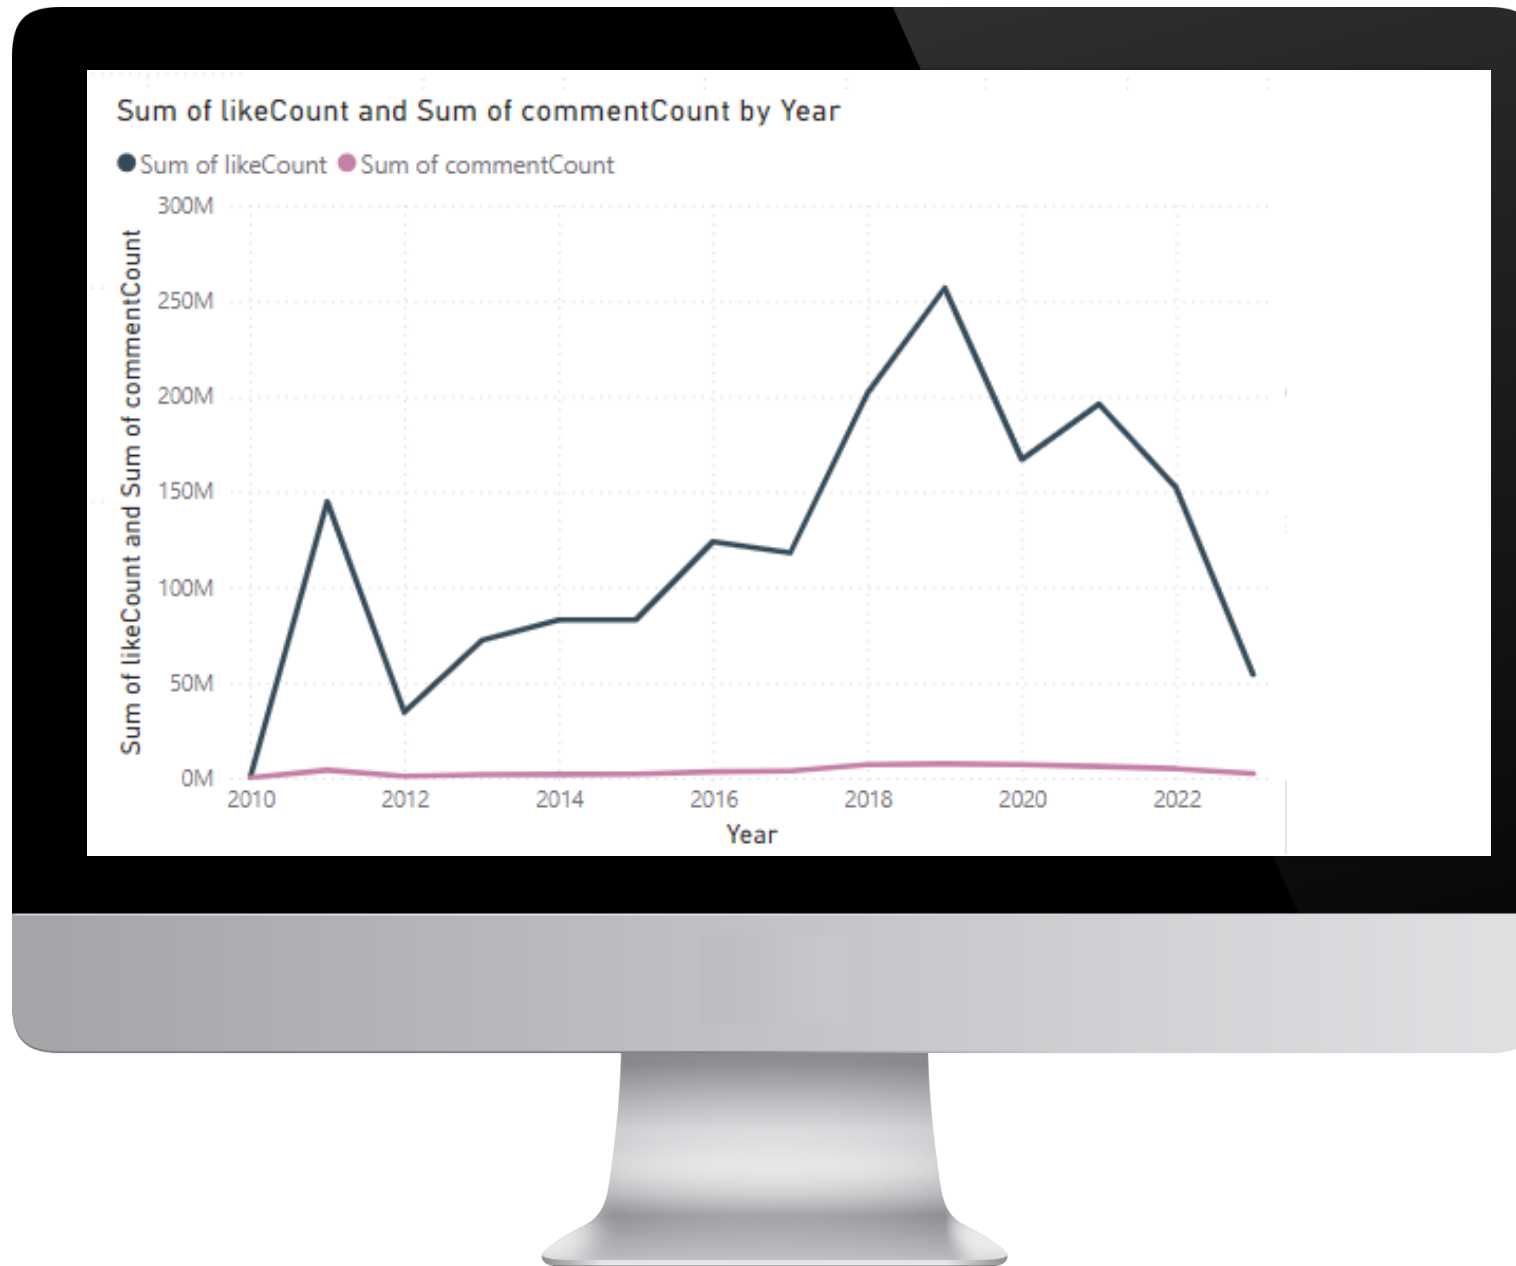 Sum of likeCount and Sum of commentCount by Year
Sum of likeCount Sum of commentCount
300M
250M
200M
150M
100M
50M
0M
Sum of likeCount and Sum of commentCount
2010 2012 2014 2016 2018 2020 2022
Year